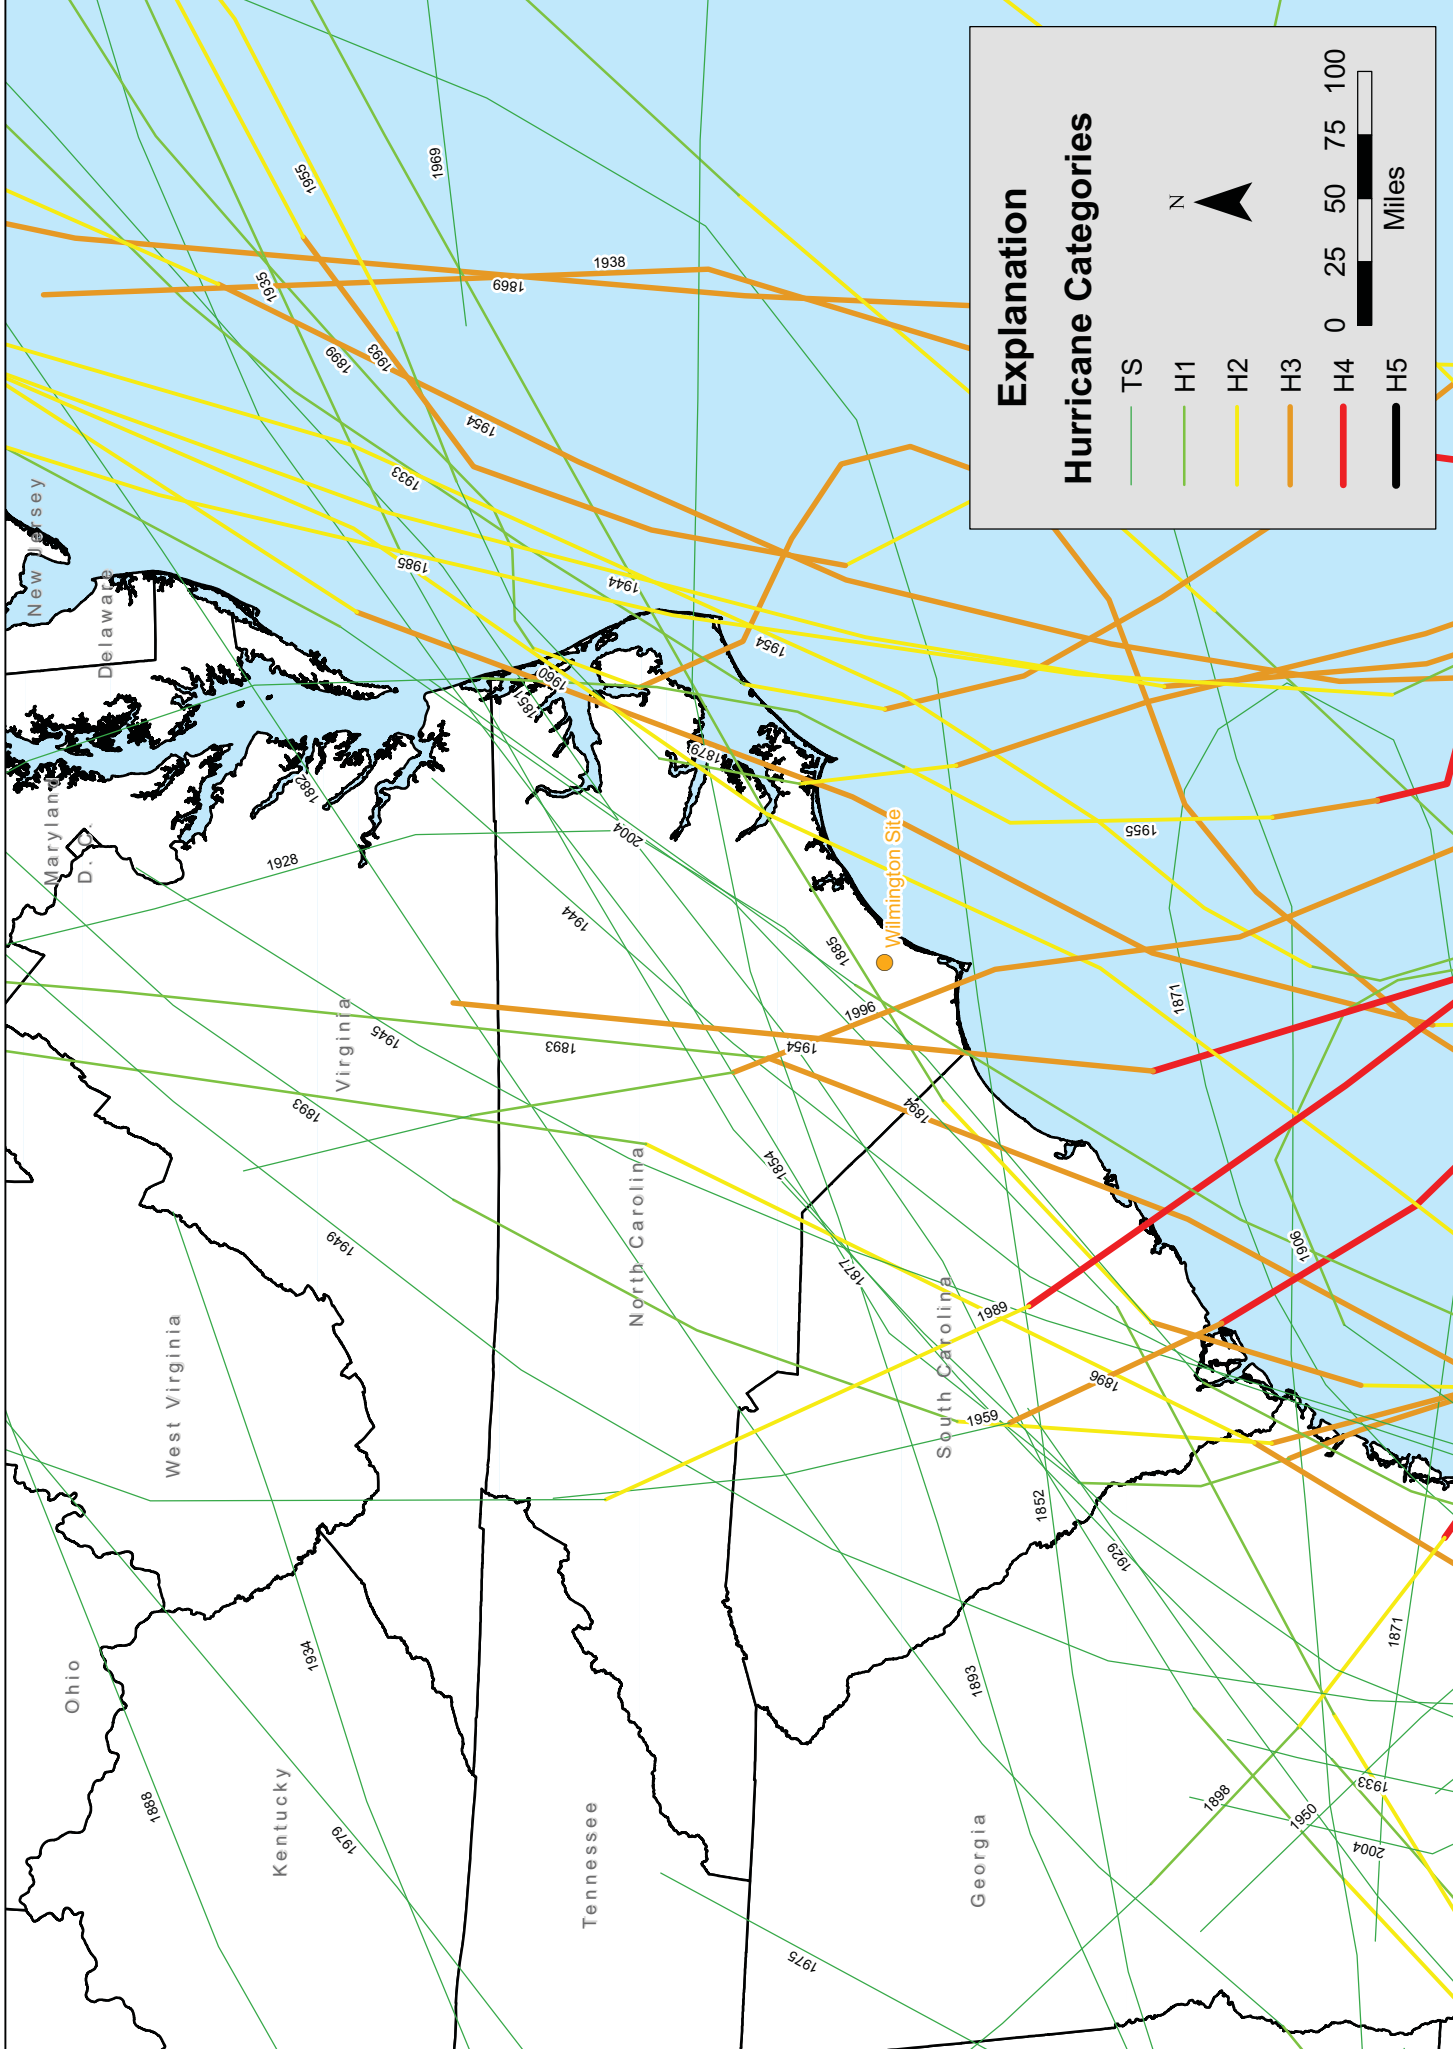 New Jersey
Delaware
Maryland
D. C.
Virginia
West Virginia
Ohio
Kentucky
Tennessee
North Carolina
South Carolina
Georgia
Wilmington Site
1955
1969
1938
1869
1935
1899
1993
1954
1933
1985
1944
1954
1960
1851
1879
1882
1928
2004
1944
1885
1996
1945
1893
1954
1893
1894
1854
1949
1877
1989
1955
1871
1906
1896
1959
1852
1929
1934
1893
1871
1888
1979
1898
1933
1950
2004
1975
Explanation
Hurricane Categories
TS
H1
H2
H3
H4
H5
N
0 25 50 75 100
Miles